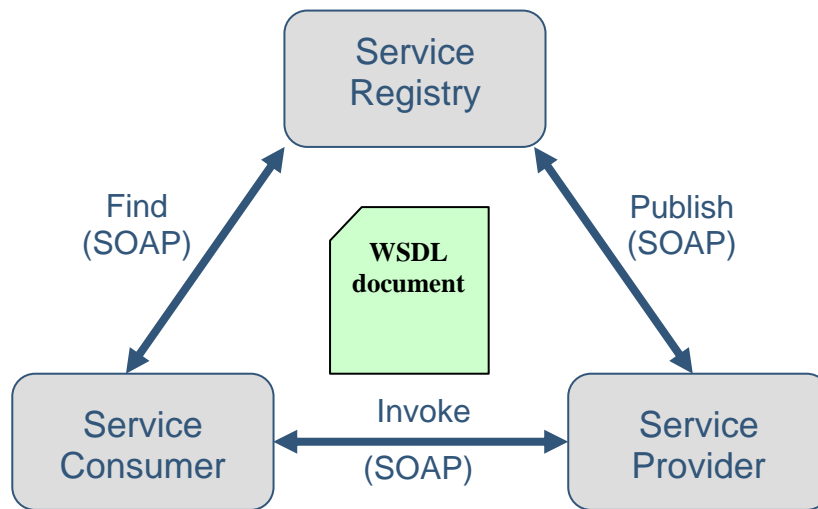 Service
Registry
Find
(SOAP)
Publish
(SOAP)
WSDL
document
Service
Consumer
Invoke
(SOAP)
Service
Provider